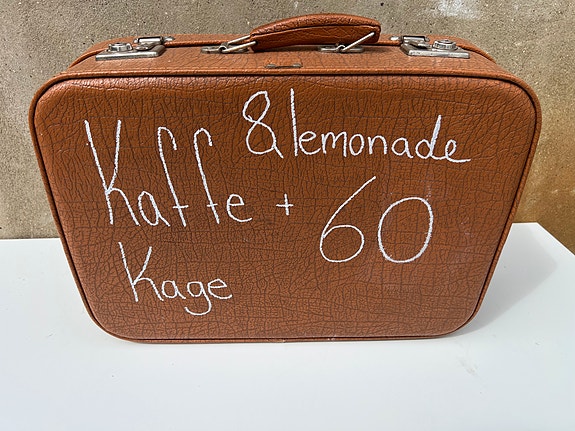 & lemonade
Kaffe + 60
Kage